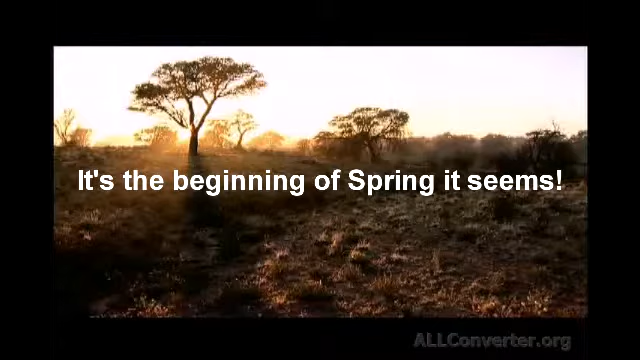 It's the beginning of Spring it seems!
ALLConverter.org